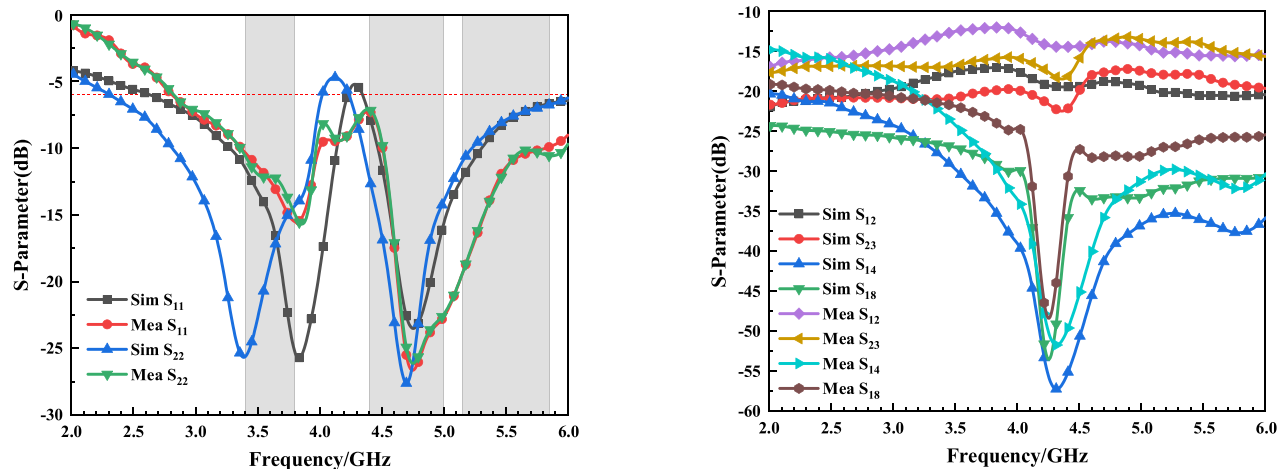 0
-5
-10
-15
-20
-25
-30
S-Parameter(dB)
Sim S₁₁
Mea S₁₁
Sim S₂₂
Mea S₂₂
2.0 2.5 3.0 3.5 4.0 4.5 5.0 5.5 6.0
Frequency/GHz
-10
-15
-20
-25
-30
-35
-40
-45
-50
-55
-60
S-Parameter(dB)
Sim S₁₂
Sim S₂₃
Sim S₁₄
Sim S₁₈
Mea S₁₂
Mea S₂₃
Mea S₁₄
Mea S₁₈
2.0 2.5 3.0 3.5 4.0 4.5 5.0 5.5 6.0
Frequency/GHz